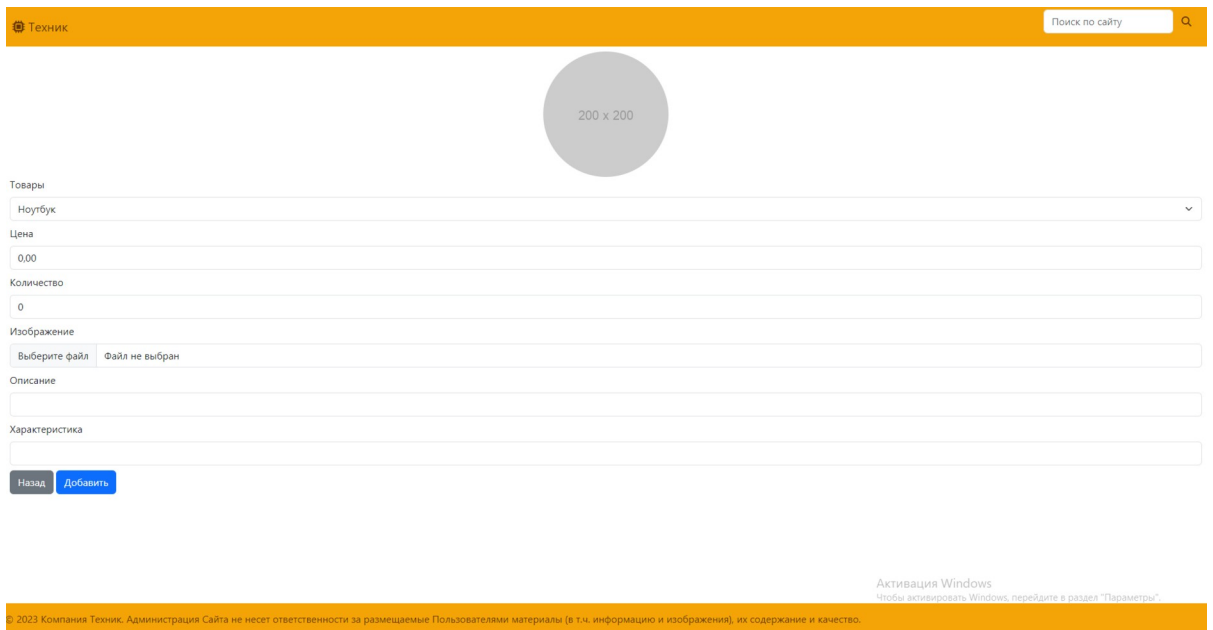 Техник
Поиск по сайту
200 x 200
Товары
Ноутбук
Цена
0,00
Количество
0
Изображение
Выберите файл Файл не выбран
Описание
Характеристика
Назад Добавить
Активация Windows
Чтобы активировать Windows, перейдите в раздел "Параметры".
© 2023 Компания Техник. Администрация Сайта не несет ответственности за размещаемые Пользователями материалы (в т.ч. информацию и изображения), их содержание и качество.